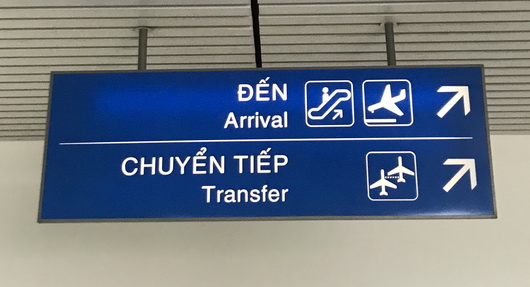 ĐẾN
Arrival
CHUYỂN TIẾP
Transfer